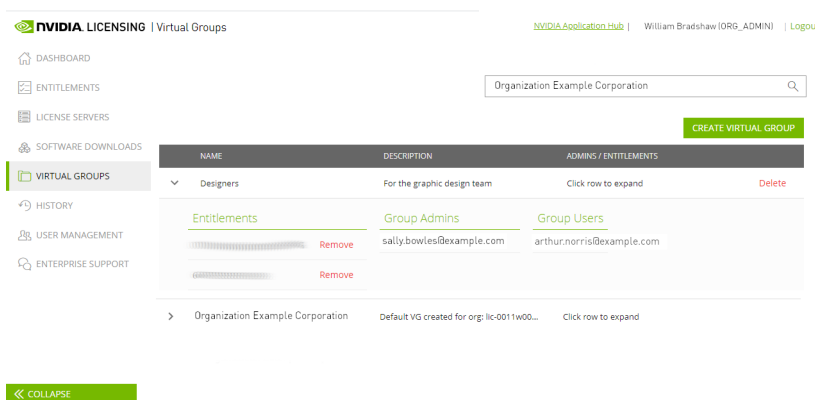 NVIDIA. LICENSING | Virtual Groups
NVIDIA Application Hub | William Bradshaw (ORG_ADMIN) | Logou
DASHBOARD
ENTITLEMENTS
LICENSE SERVERS
SOFTWARE DOWNLOADS
VIRTUAL GROUPS
HISTORY
USER MANAGEMENT
ENTERPRISE SUPPORT
COLLAPSE
Organization Example Corporation
CREATE VIRTUAL GROUP
NAME DESCRIPTION ADMINS / ENTITLEMENTS
Designers For the graphic design team Click row to expand Delete
Entitlements Group Admins Group Users
Remove sally.bowles@example.com arthur.norris@example.com
Remove
Organization Example Corporation Default VG created for org: lic-0011w00... Click row to expand